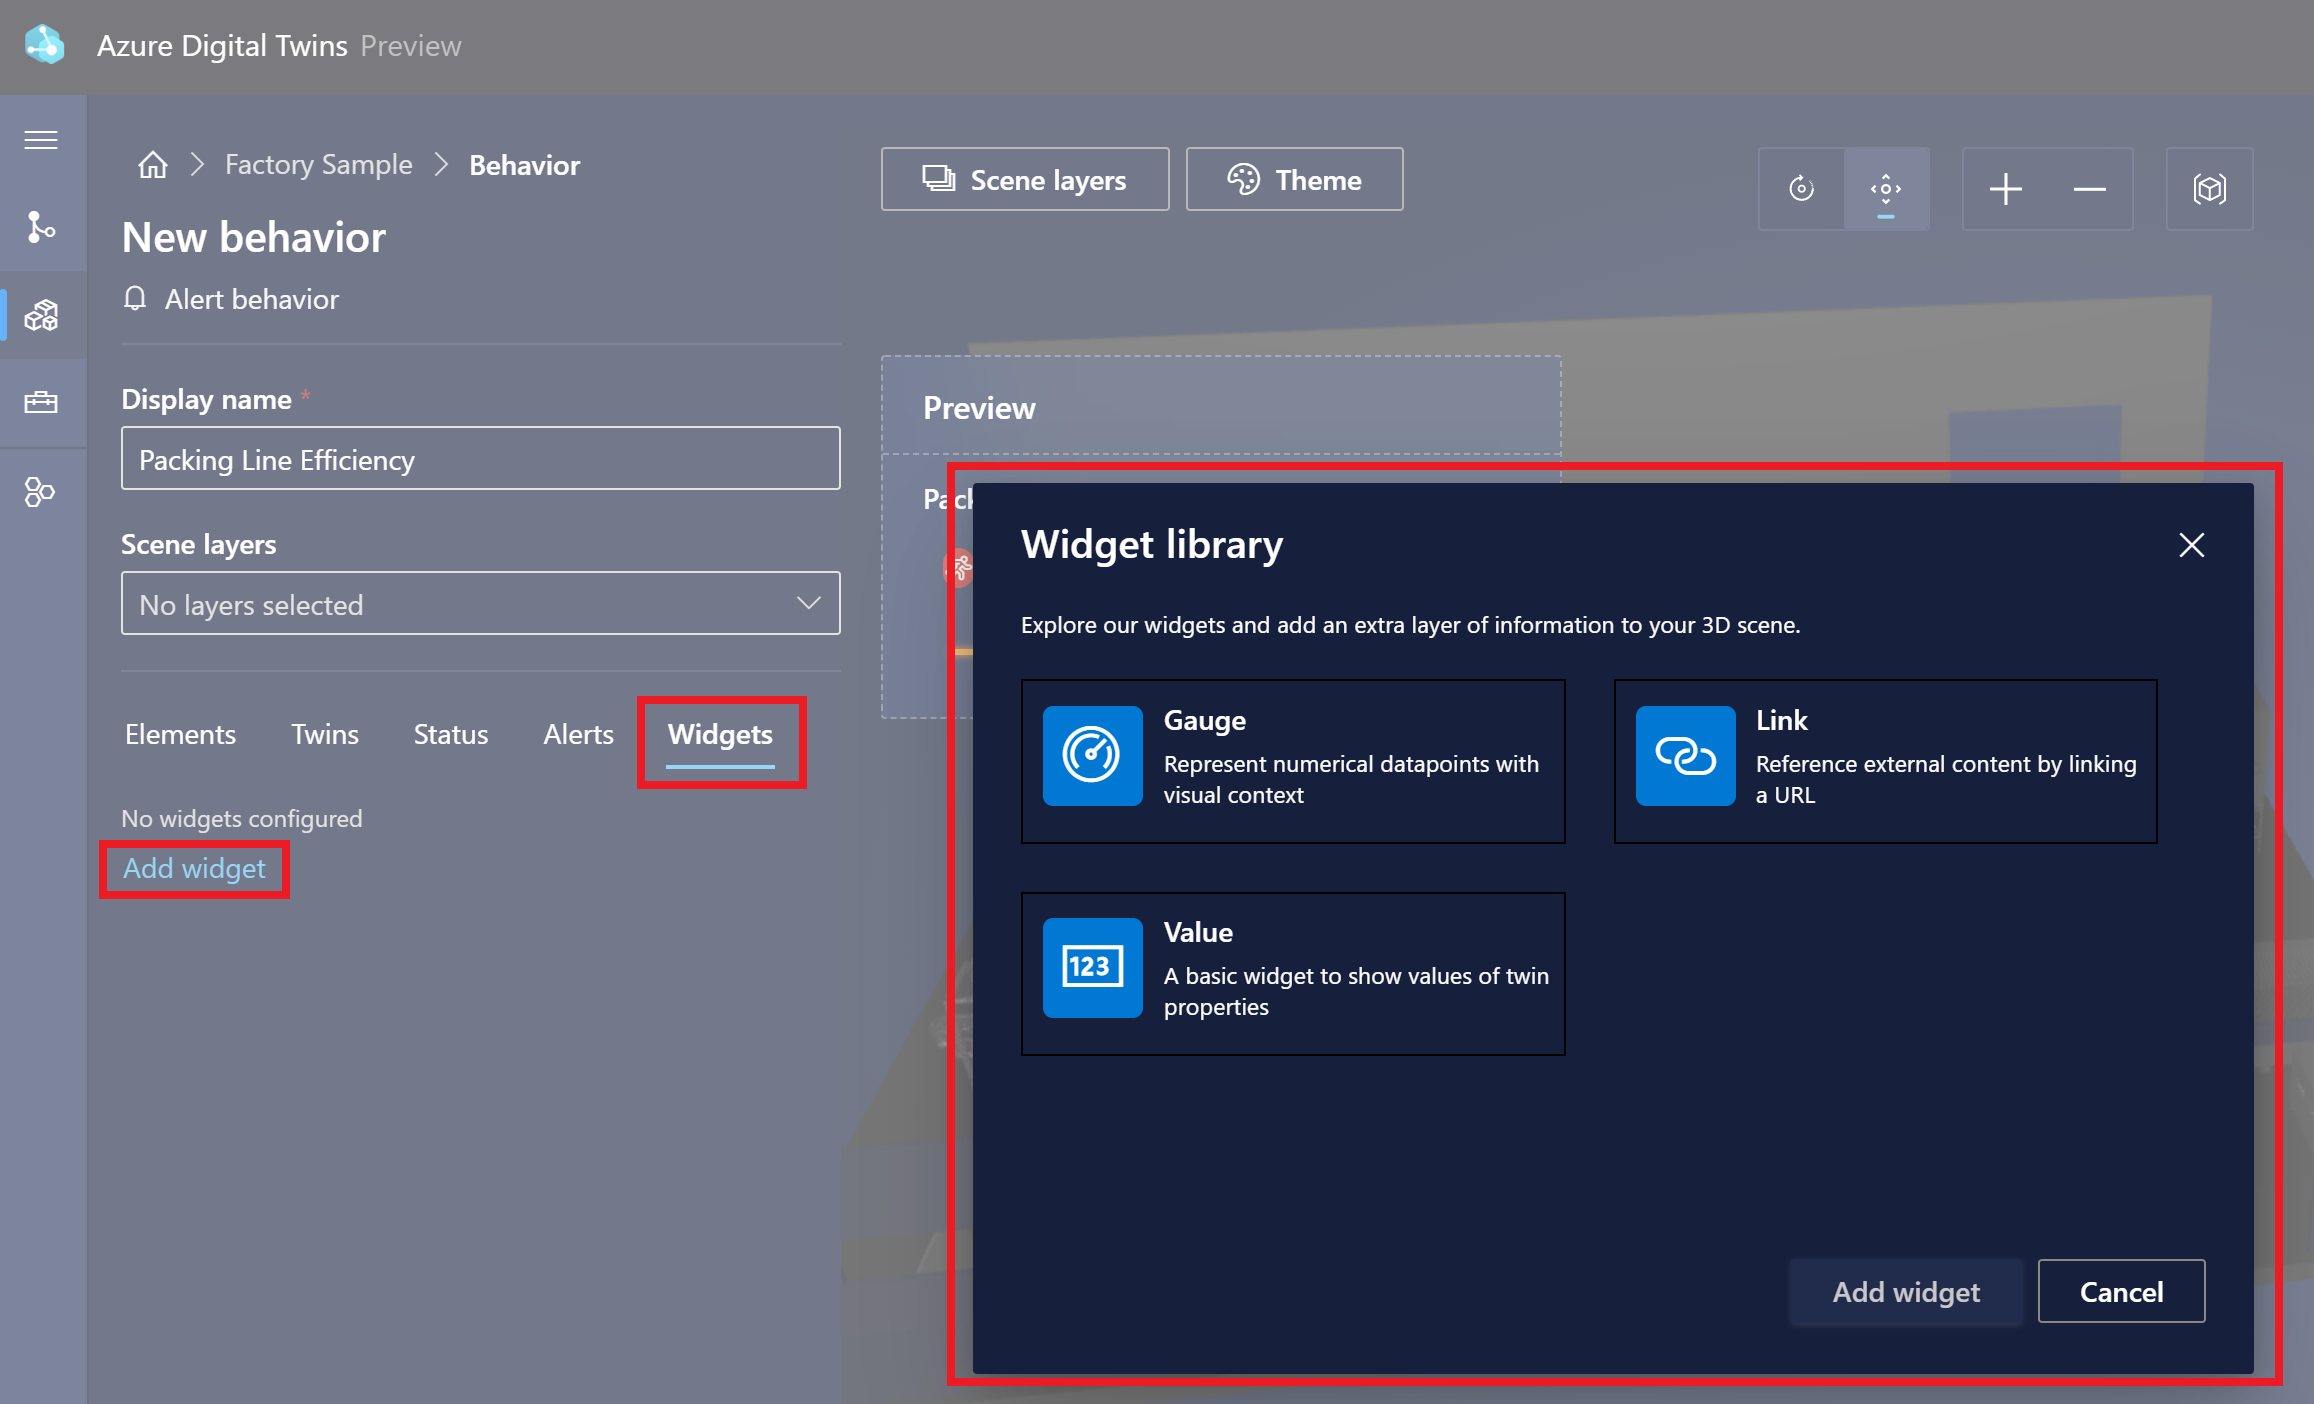 Azure Digital Twins Preview
Factory Sample
Behavior
New behavior
Alert behavior
Display name *
Packing Line Efficiency
Scene layers
No layers selected
Elements
Twins
Status
Alerts
Widgets
No widgets configured
Add widget
Scene layers
Theme
Preview
Pack
Widget library
Explore our widgets and add an extra layer of information to your 3D scene.
Gauge
Represent numerical datapoints with
visual context
Link
Reference external content by linking
a URL
123
Value
A basic widget to show values of twin
properties
Add widget
Cancel